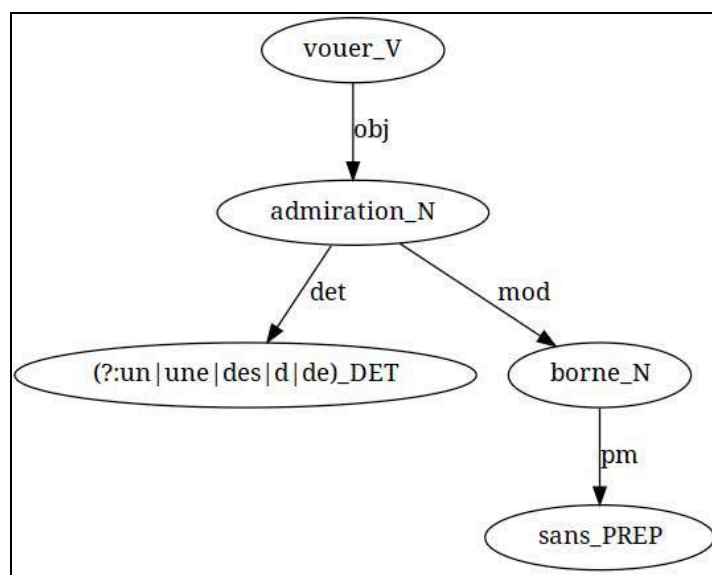 vouer_V
obj
admiration_N
det
mod
(?:un|une|des|d|de)_DET
borne_N
pm
sans_PREP